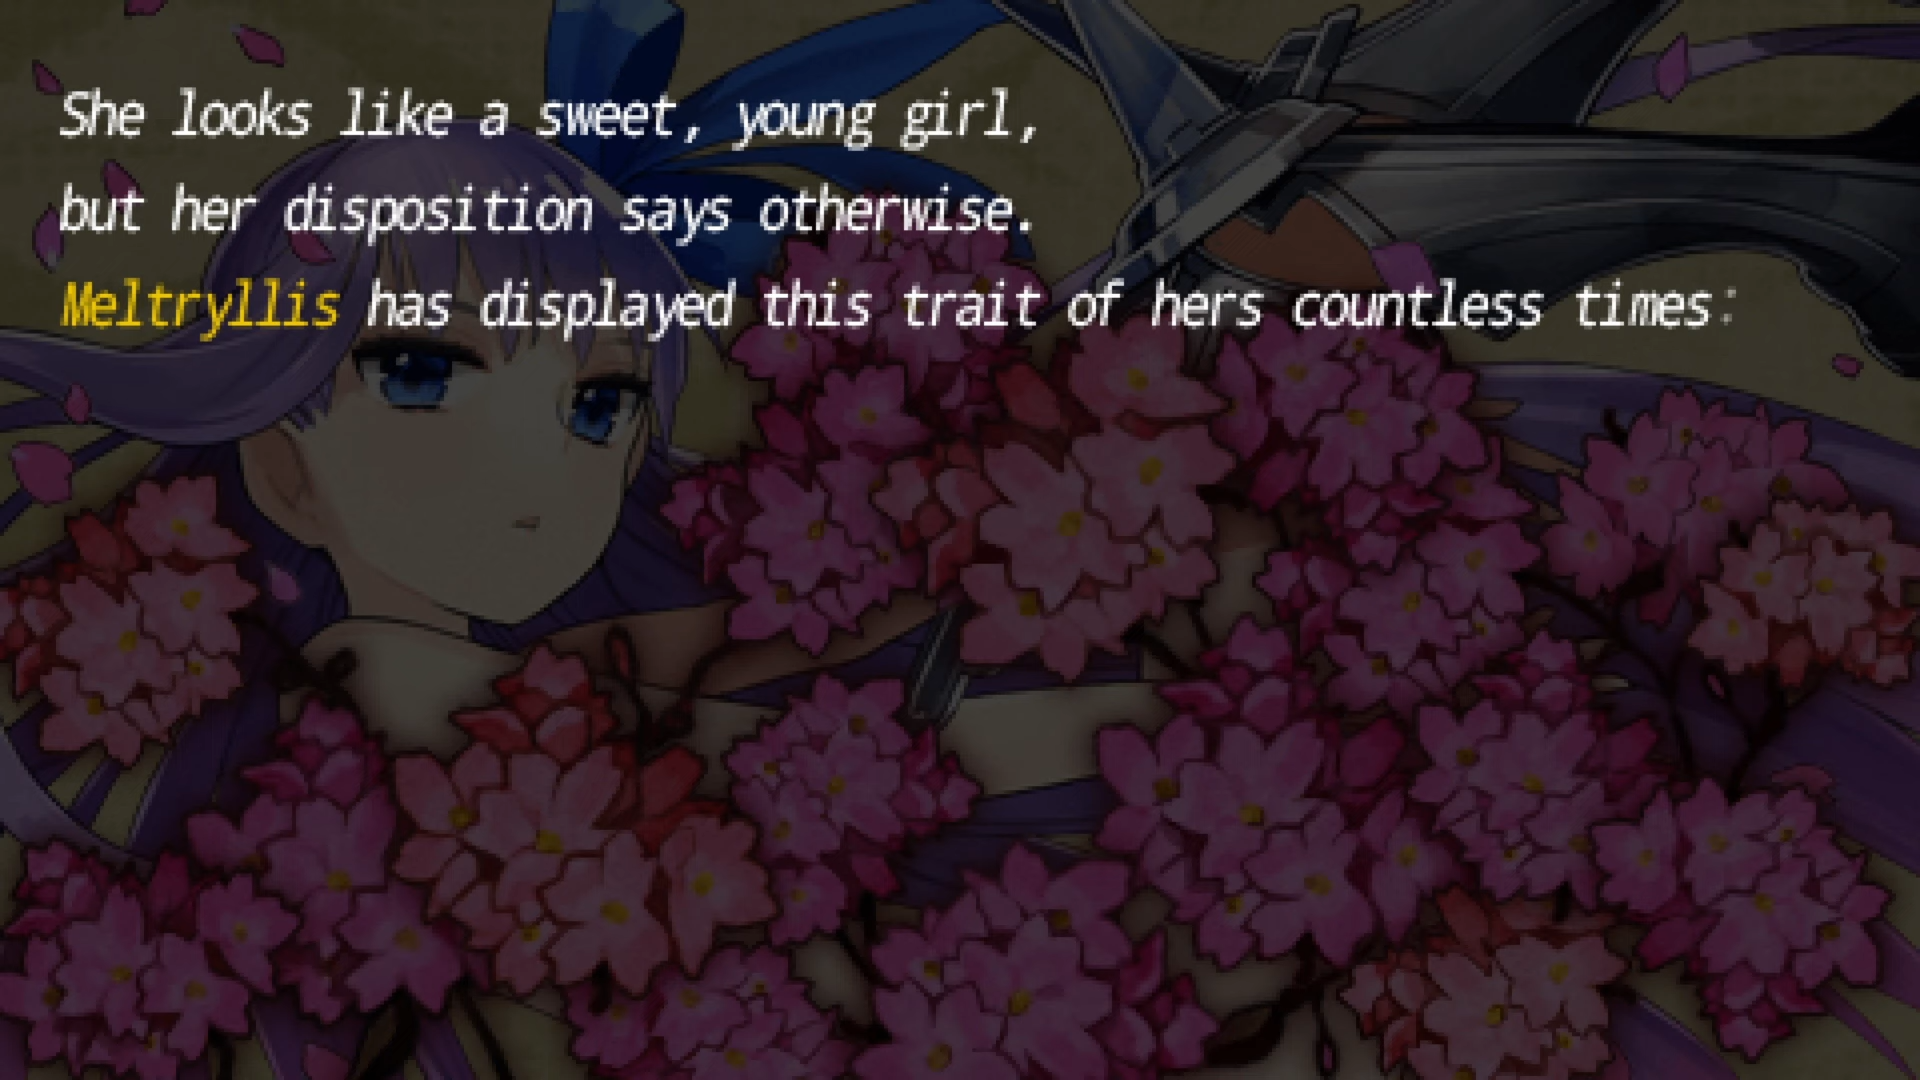 She looks like a sweet, young girl,
but her disposition says otherwise.
Meltryllis has displayed this trait of hers countless times: